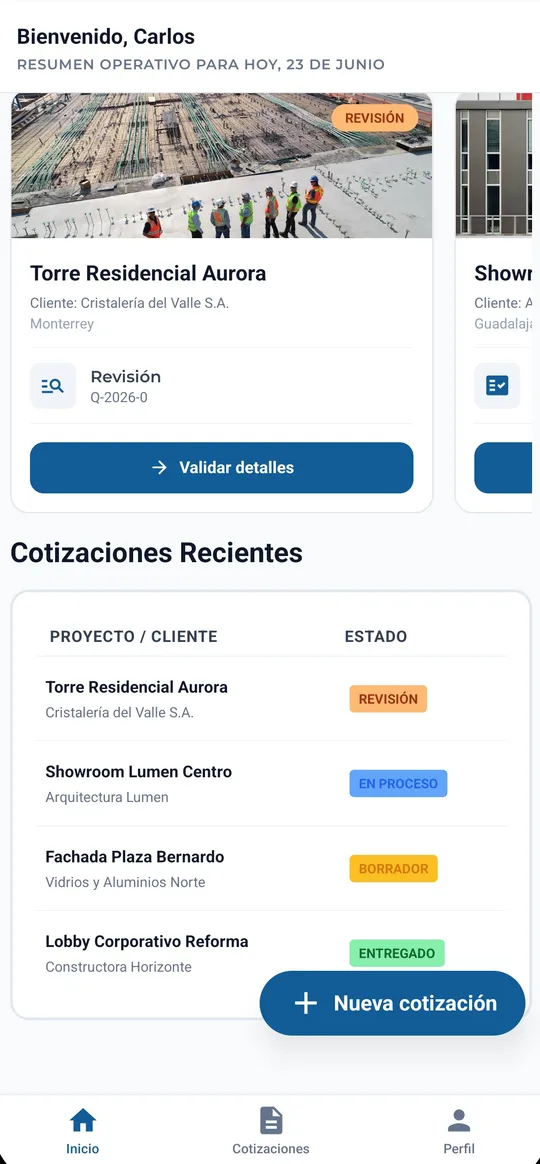 Bienvenido, Carlos
RESUMEN OPERATIVO PARA HOY, 23 DE JUNIO
REVISIÓN
Torre Residencial Aurora
Cliente: Cristalería del Valle S.A.
Monterrey
Revisión
Q-2026-0
Validar detalles
Cliente:
Cotizaciones Recientes
PROYECTO / CLIENTE
ESTADO
Torre Residencial Aurora
REVISIÓN
Cristalería del Valle S.A.
Showroom Lumen Centro
EN PROCESO
Arquitectura Lumen
Fachada Plaza Bernardo
BORRADOR
Vidrios y Aluminios Norte
Lobby Corporativo Reforma
ENTREGADO
Constructora Horizonte
Nueva cotización
Inicio
Cotizaciones
Perfil